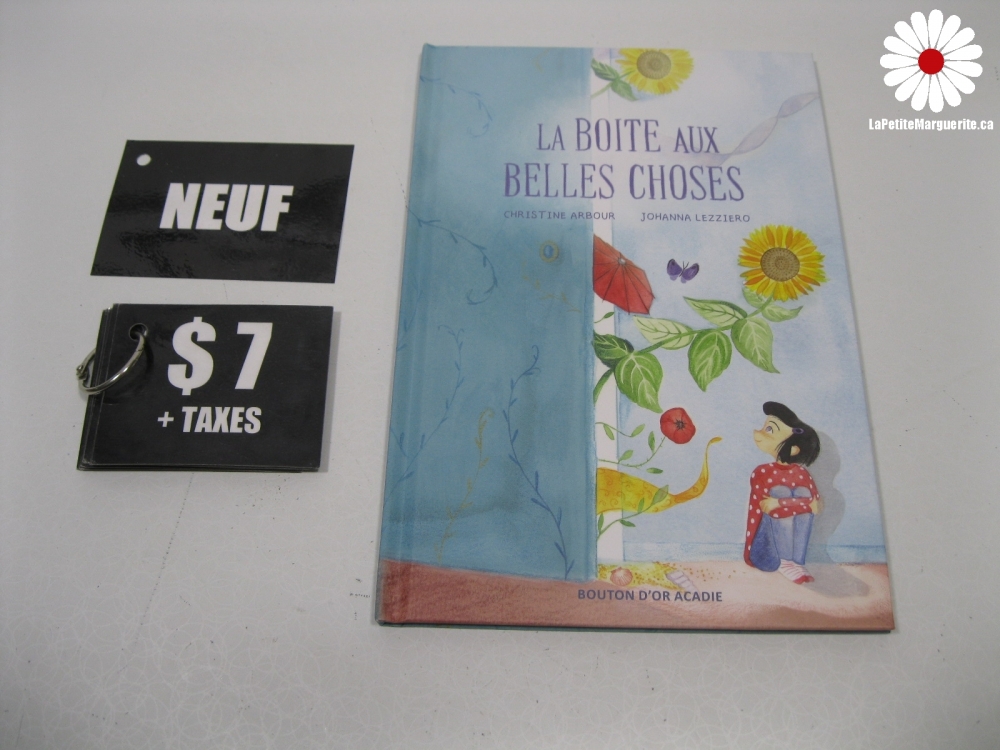 LaPetiteMarguerite.ca
NEUF
$ 7
+ TAXES
LA BOITE AUX
BELLES CHOSES
CHRISTINE ARBOUR JOHANNA LEZZIERO
BOUTON D'OR ACADIE